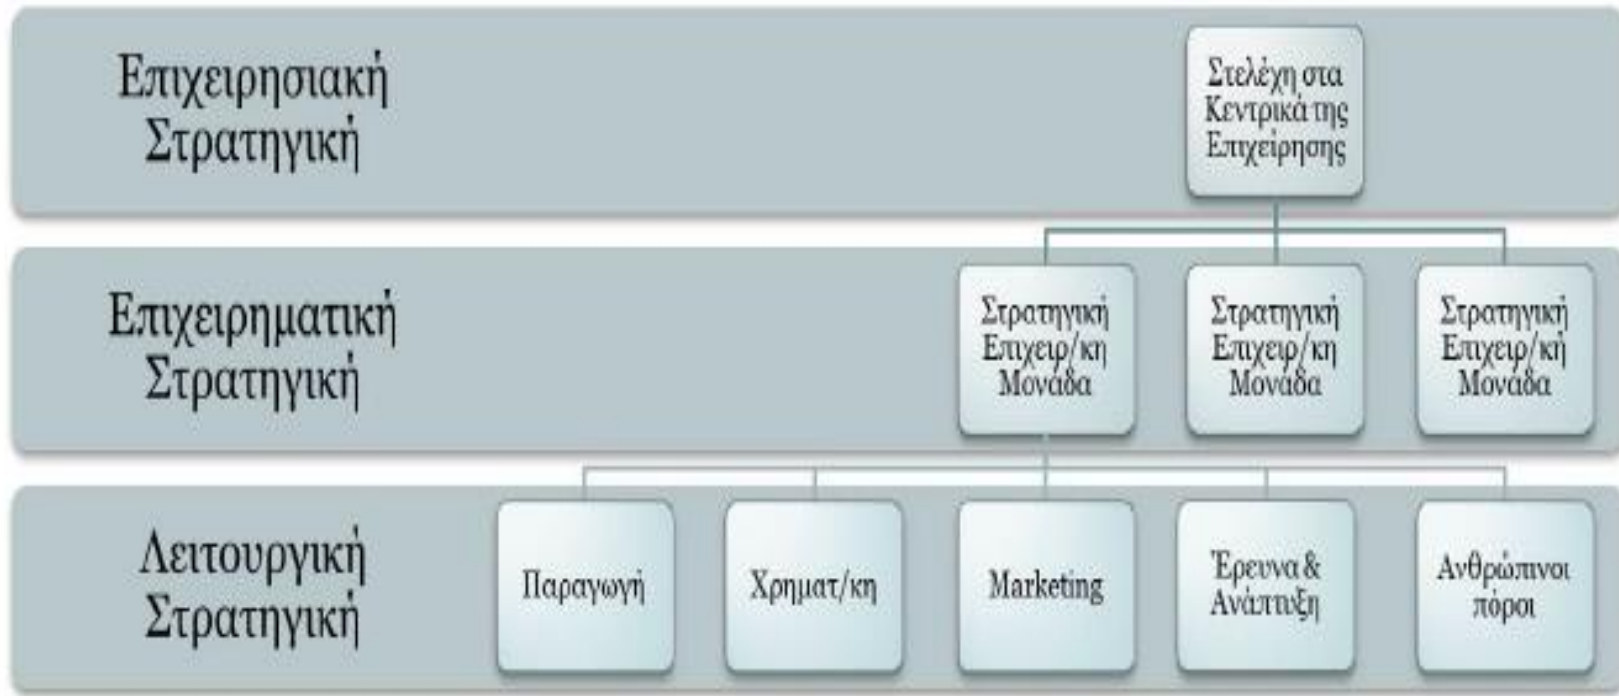 Επιχειρησιακή
Στρατηγική
Στελέχη στα
Κεντρικά της
Επιχείρησης
Επιχειρηματική
Στρατηγική
Στρατηγική
Επιχειρ/κη
Μονάδα
Στρατηγική
Επιχειρ/κη
Μονάδα
Στρατηγική
Επιχειρ/κή
Μονάδα
Λειτουργική
Στρατηγική
Παραγωγή
Χρηματ/κη
Marketing
Έρευνα &
Ανάπτυξη
Ανθρώπινοι
πόροι